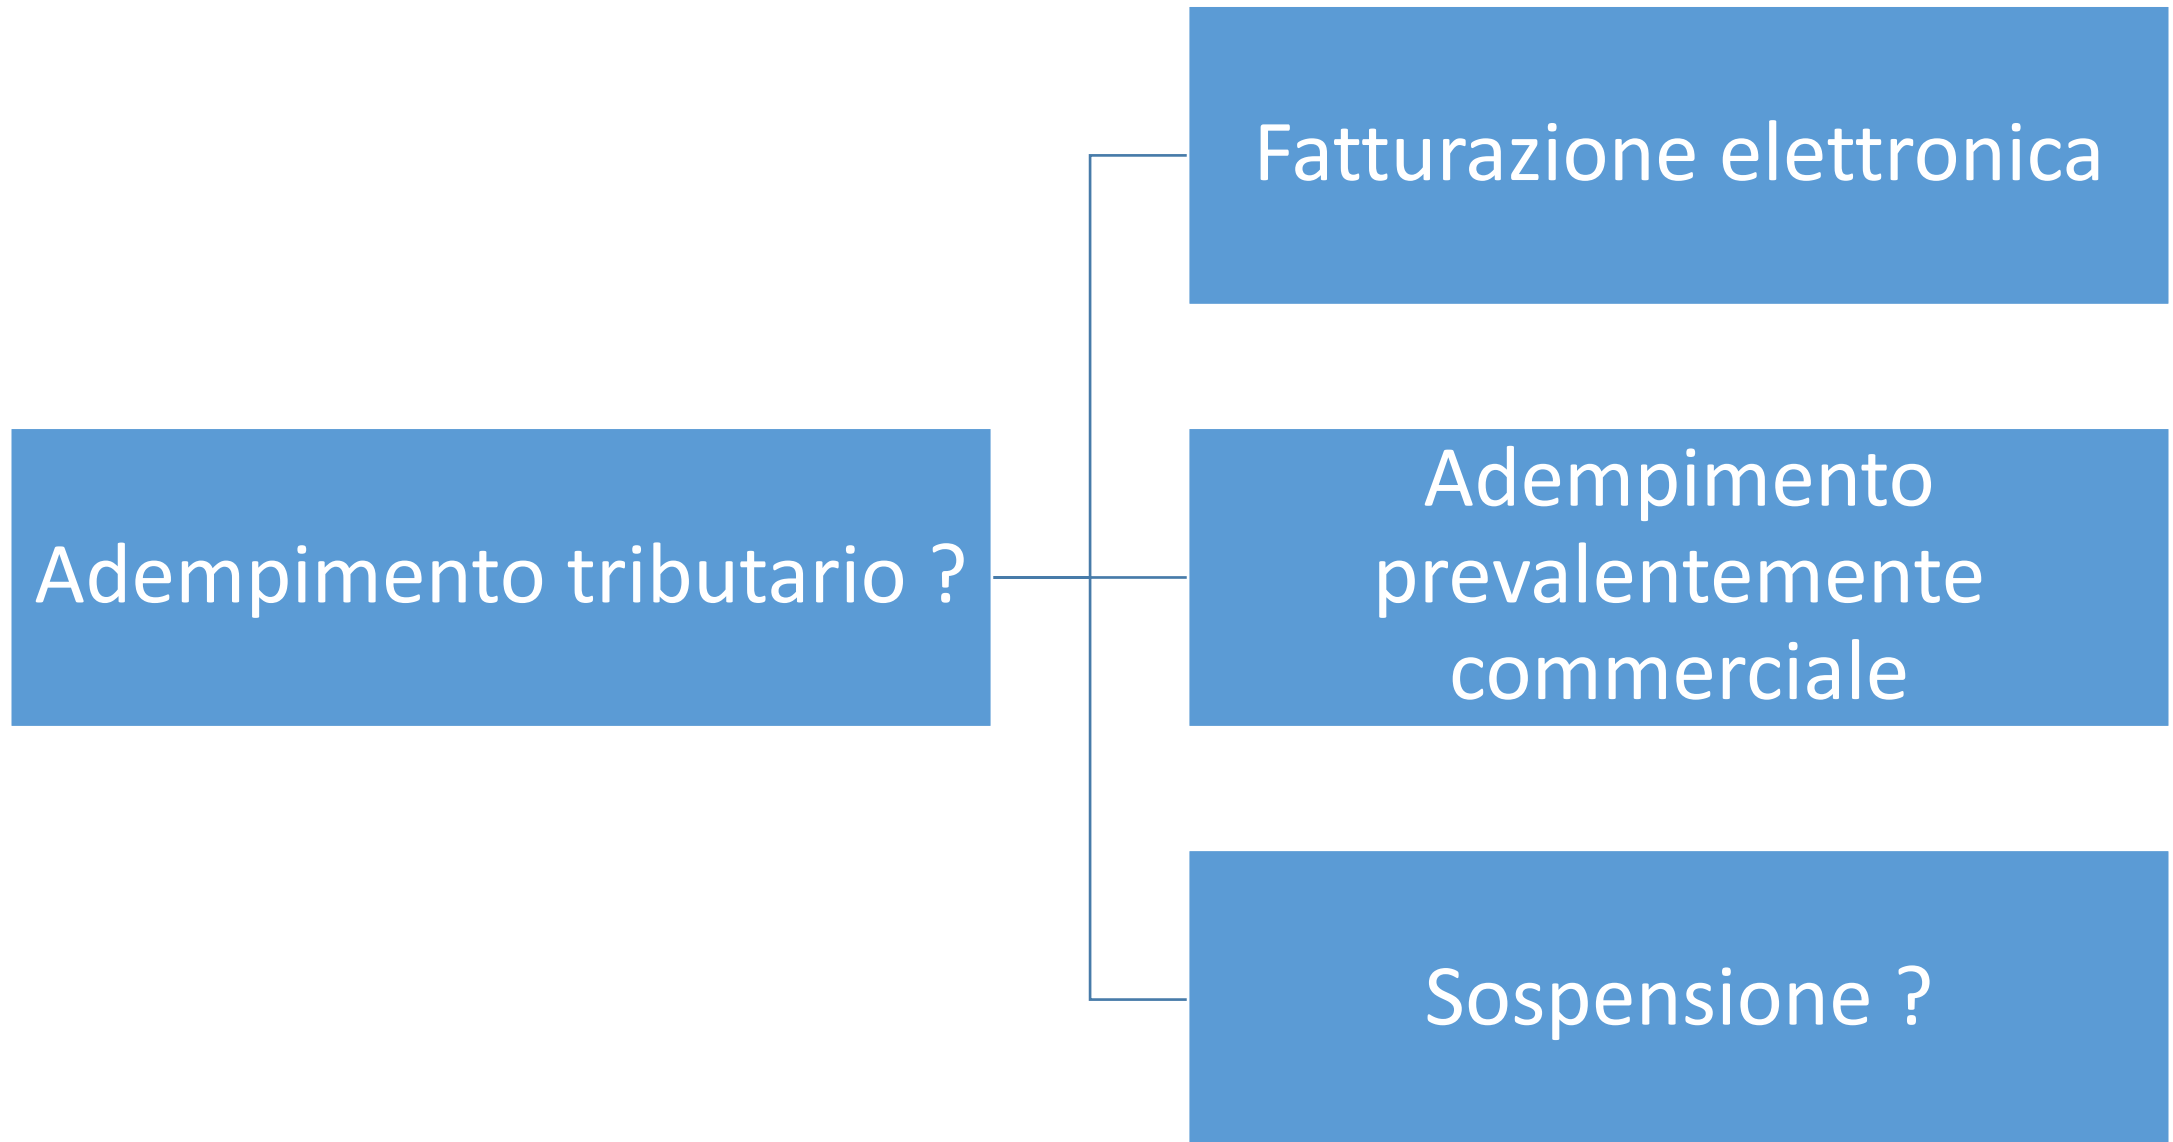 Fatturazione elettronica
Adempimento tributario ?
Adempimento
prevalentemente
commerciale
Sospensione ?